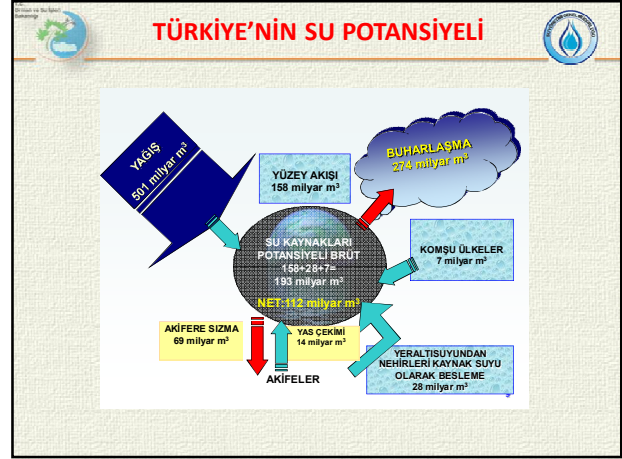 TÜRKİYE'NİN SU POTANSİYELİ
YAĞIŞ
501 milyar m³
BUHARLAŞMA
274 milyar m³
YÜZEY AKIŞI
158 milyar m³
SU KAYNAKLARI
POTANSİYELİ BRÜT
158+28+7=
193 milyar m³
NET:112 milyar m³
KOMŞU ÜLKELER
7 milyar m³
AKİFERE SIZMA
69 milyar m³
YAS ÇEKİMİ
14 milyar m³
AKİFELER
YERALTISUYUNDAN
NEHİRLERİ KAYNAK SUYU
OLARAK BESLEME
28 milyar m³